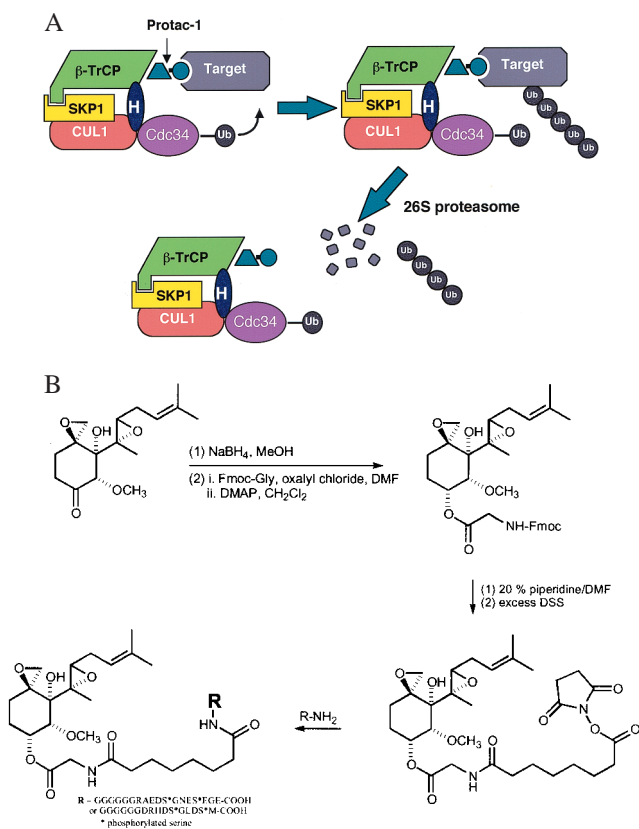 A
Protac-1
β-TrCP
Target
SKP1
H
CUL1
Cdc34
Ub
β-TrCP
Target
SKP1
H
CUL1
Cdc34
Ub
Ub
Ub
Ub
Ub
Ub
26S proteasome
β-TrCP
SKP1
H
CUL1
Cdc34
Ub
Ub
Ub
Ub
Ub
B
O
OH
O
OCH3
O
(1) NaBH4, MeOH
(2) i. Fmoc-Gly, oxalyl chloride, DMF
ii. DMAP, CH2Cl2
O
OH
O
OCH3
O
NH-Fmoc
O
(1) 20 % piperidine/DMF
(2) excess DSS
O
OH
O
OCH3
O
O
N
H
O
O
N
O
O
O
R-NH2
O
OH
O
OCH3
O
O
N
H
O
R
HN
O
R – GGGGGGRAEDS*GNES*EGE-COOH
or GGGGGGDRHDS*GLDS*M-COOH
* phosphorylated serine